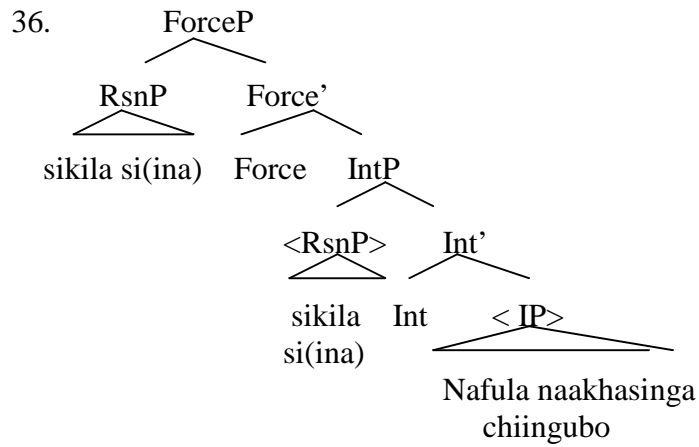 36. ForceP
RsnP Force’
sikila si(ina) Force IntP
<RsnP> Int’
sikila Int < IP>
si(ina)
Nafula naakhasinga
chiingubo